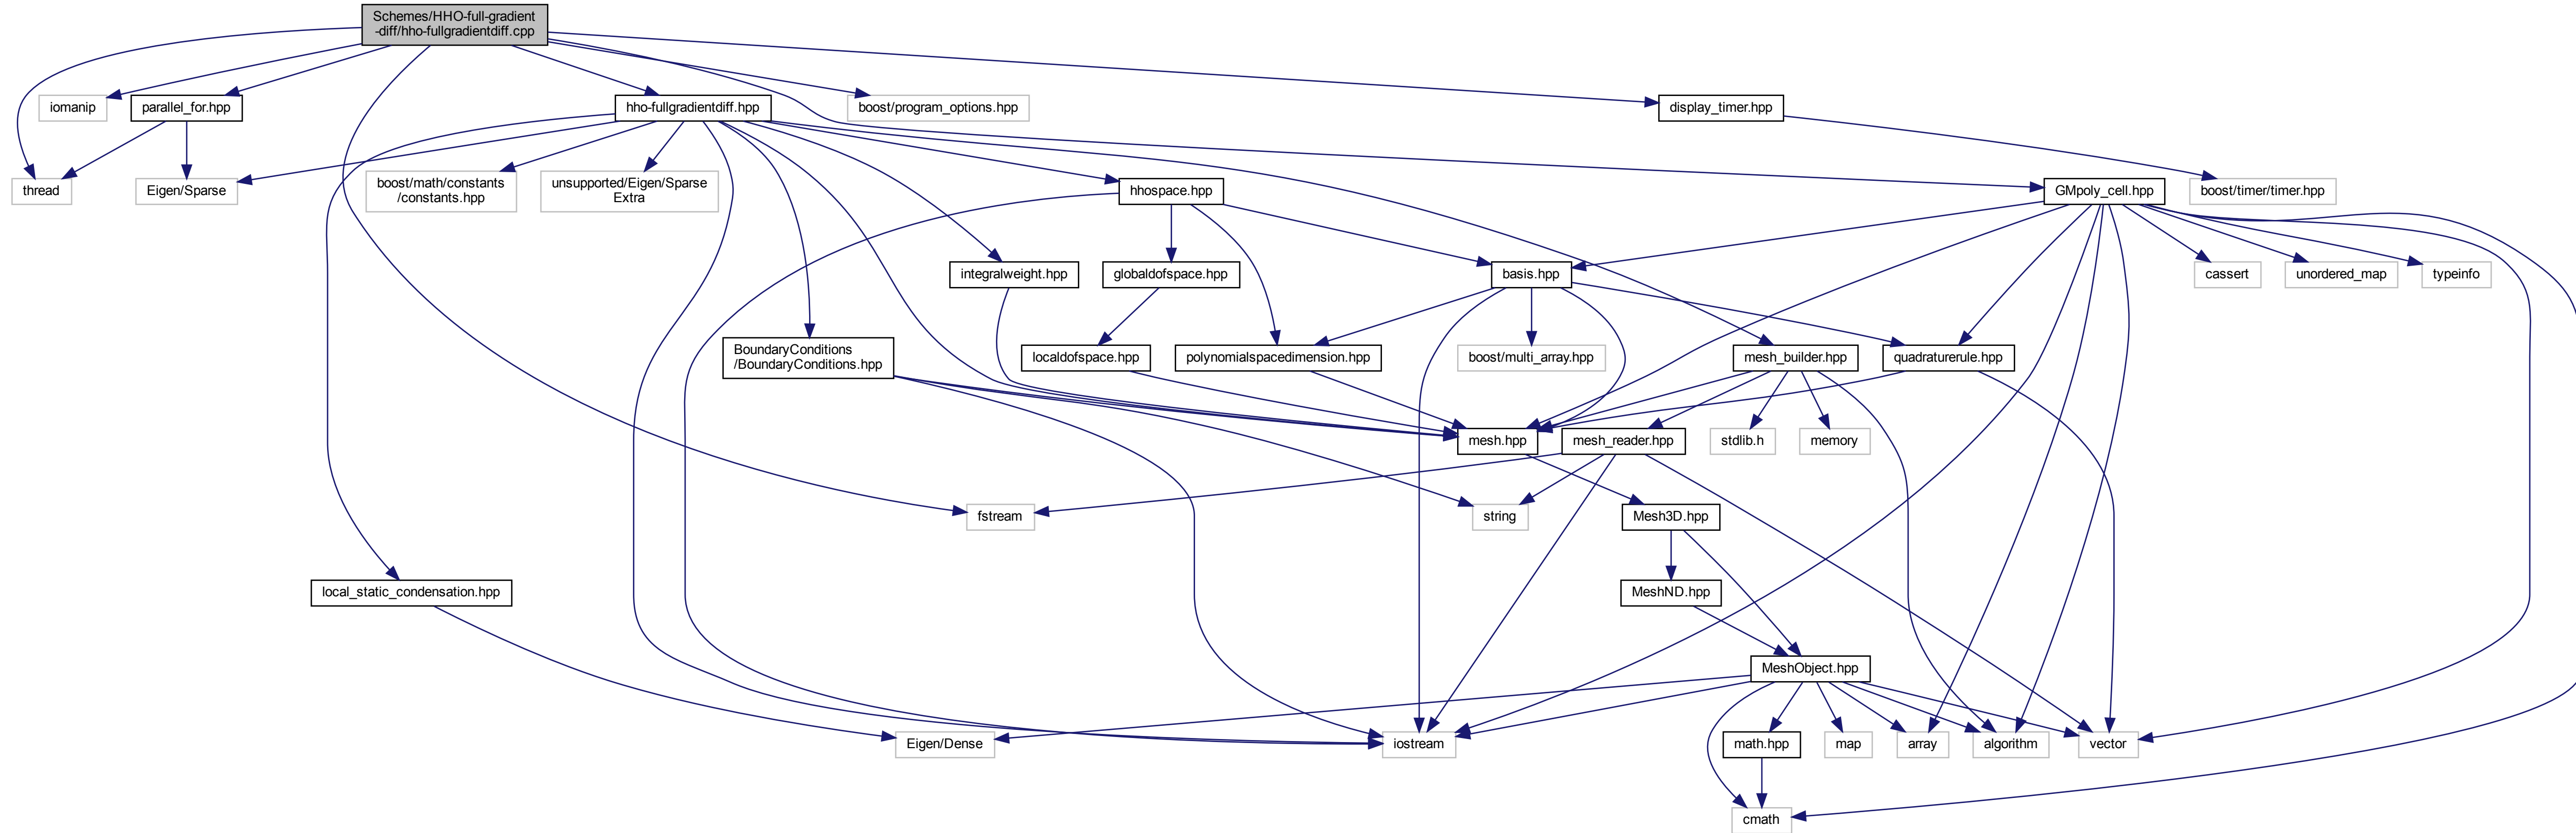 Schemes/HHO-full-gradient
-diff/hho-fullgradientdiff.cpp
iomanip
parallel_for.hpp
hho-fullgradientdiff.hpp
boost/program_options.hpp
display_timer.hpp
thread
Eigen/Sparse
boost/math/constants
/constants.hpp
unsupported/Eigen/Sparse
Extra
hhospace.hpp
GMpoly_cell.hpp
boost/timer/timer.hpp
integralweight.hpp
globaldofspace.hpp
basis.hpp
cassert
unordered_map
typeinfo
BoundaryConditions
/BoundaryConditions.hpp
localdofspace.hpp
polynomialspacedimension.hpp
boost/multi_array.hpp
mesh_builder.hpp
quadraturerule.hpp
mesh.hpp
mesh_reader.hpp
stdlib.h
memory
fstream
string
Mesh3D.hpp
local_static_condensation.hpp
MeshND.hpp
MeshObject.hpp
Eigen/Dense
iostream
math.hpp
map
array
algorithm
vector
cmath